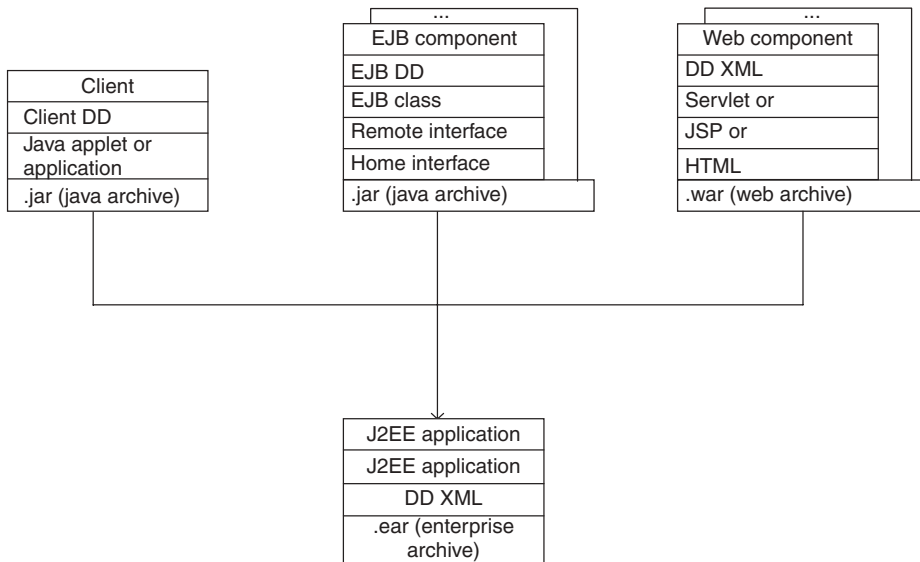 Client
Client DD
Java applet or
application
.jar (java archive)
...
EJB component
EJB DD
EJB class
Remote interface
Home interface
.jar (java archive)
...
Web component
DD XML
Servlet or
JSP or
HTML
.war (web archive)
J2EE application
J2EE application
DD XML
.ear (enterprise
archive)